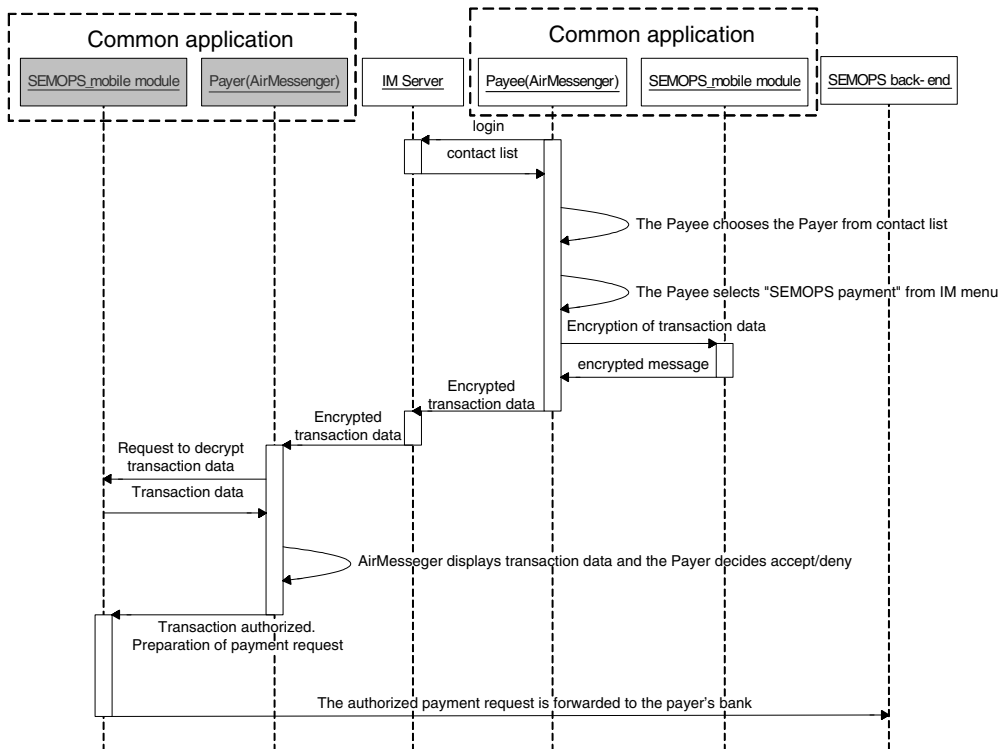 Common application
Common application
SEMOPS_mobile module
Payer(AirMessenger)
IM Server
Payee(AirMessenger)
SEMOPS_mobile module
SEMOPS back- end
login
contact list
The Payee chooses the Payer from contact list
The Payee selects "SEMOPS payment" from IM menu
Encryption of transaction data
encrypted message
Encrypted
transaction data
Encrypted
transaction data
Request to decrypt
transaction data
Transaction data
AirMesseger displays transaction data and the Payer decides accept/deny
Transaction authorized.
Preparation of payment request
The authorized payment request is forwarded to the payer's bank